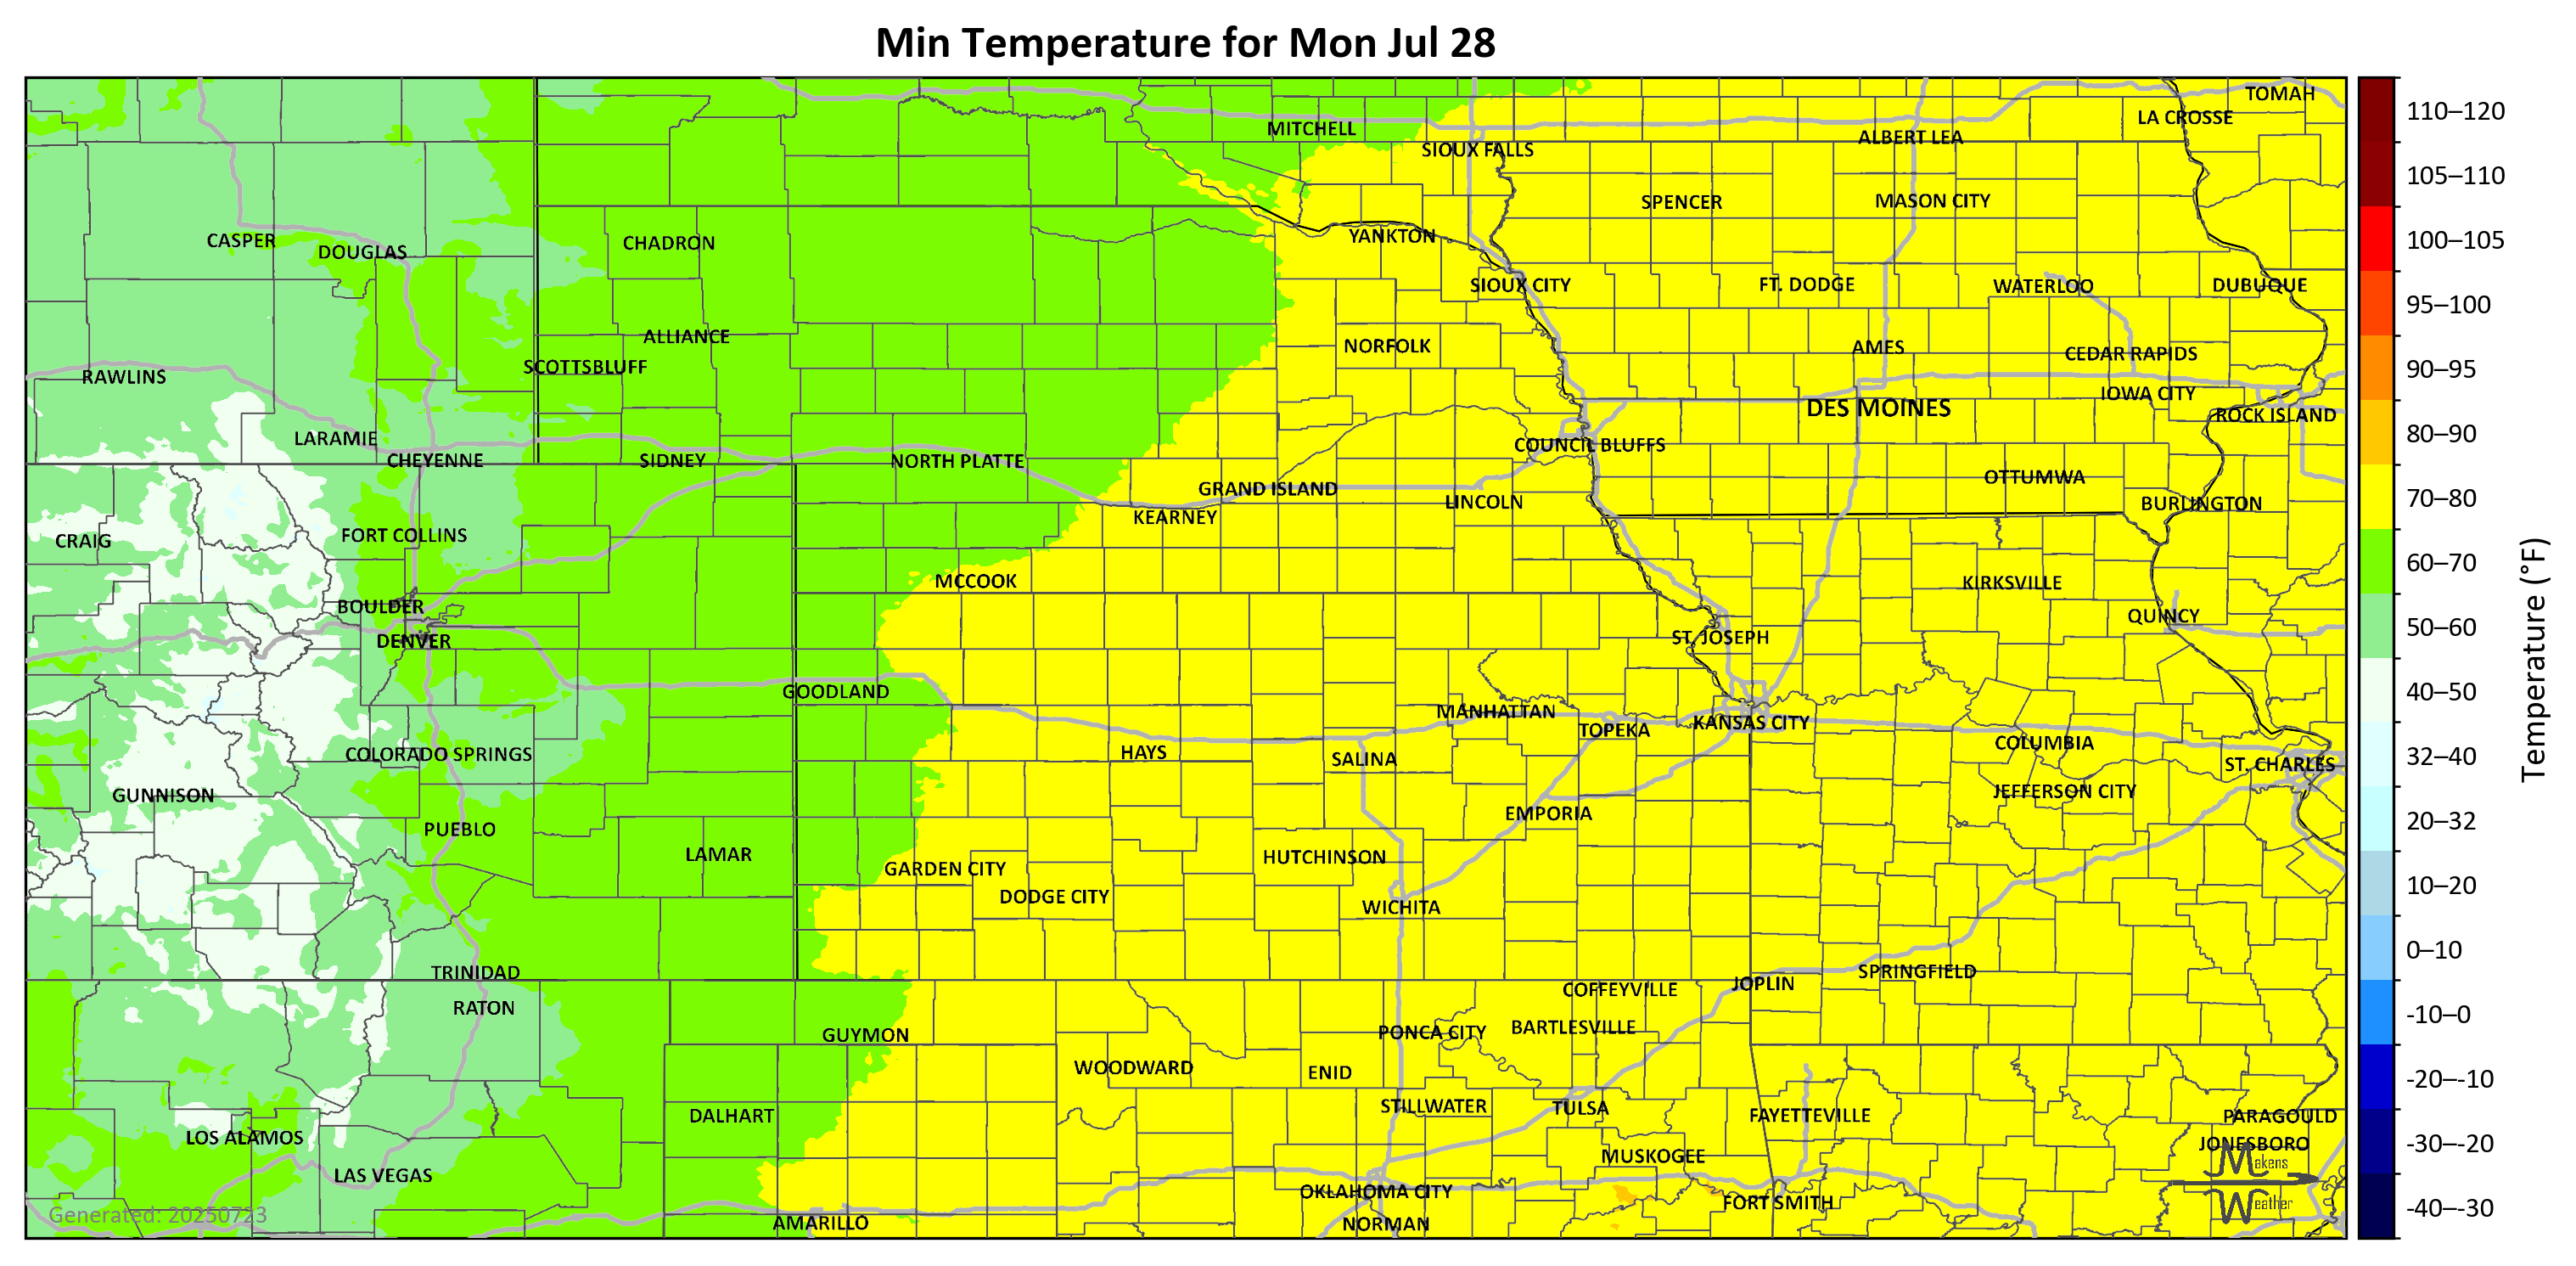 Min Temperature for Mon Jul 28
TOMAH
LA CROSSE
MITCHELL
ALBERT LEA
SIOUX FALLS
SPENCER
MASON CITY
CASPER
DOUGLAS
CHADRON
YANKTON
SIOUX CITY
FT. DODGE
WATERLOO
DUBUQUE
ALLIANCE
NORFOLK
AMES
CEDAR RAPIDS
SCOTTSBLUFF
RAWLINS
IOWA CITY
DES MOINES
ROCK ISLAND
LARAMIE
COUNCIL BLUFFS
CHEYENNE
SIDNEY
NORTH PLATTE
OTTUMWA
GRAND ISLAND
LINCOLN
BURLINGTON
KEARNEY
FORT COLLINS
CRAIG
MCCOOK
KIRKSVILLE
BOULDER
QUINCY
DENVER
ST. JOSEPH
GOODLAND
MANHATTAN
KANSAS CITY
TOPEKA
COLUMBIA
COLORADO SPRINGS
HAYS
SALINA
ST. CHARLES
GUNNISON
JEFFERSON CITY
EMPORIA
PUEBLO
LAMAR
HUTCHINSON
GARDEN CITY
DODGE CITY
WICHITA
TRINIDAD
SPRINGFIELD
JOPLIN
COFFEYVILLE
RATON
BARTLESVILLE
PONCA CITY
GUYMON
WOODWARD
ENID
STILLWATER
TULSA
DALHART
FAYETTEVILLE
PARAGOULD
LOS ALAMOS
JONESBORO
MUSKOGEE
LAS VEGAS
OKLAHOMA CITY
FORT SMITH
AMARILLO
NORMAN
Generated: 20250723
Makens
Weather
110–120
105–110
100–105
95–100
90–95
80–90
70–80
60–70
50–60
40–50
32–40
20–32
10–20
0–10
-10–0
-20–-10
-30–-20
-40–-30
Temperature (°F)